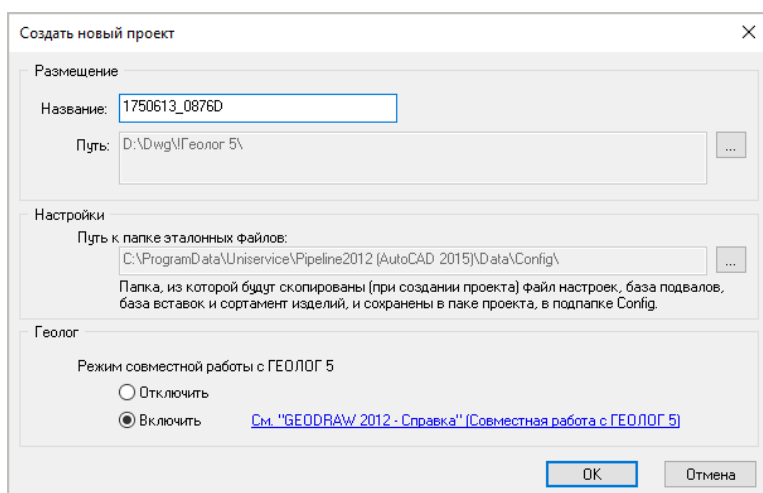 Создать новый проект
Размещение
Название: 1750613_0876D
Путь: D:\Dwg\!Геолог 5\
...
Настройки
Путь к папке эталонных файлов:
C:\ProgramData\Uniservice\Pipeline2012 (AutoCAD 2015)\Data\Config\
...
Папка, из которой будут скопированы (при создании проекта) файл настроек, база подвалов,
база вставок и сортамент изделий, и сохранены в паке проекта, в подпапке Config.
Геолог
Режим совместной работы с ГЕОЛОГ 5
Отключить
Включить См. "GEODRAW 2012 - Справка" (Совместная работа с ГЕОЛОГ 5)
OK Отмена